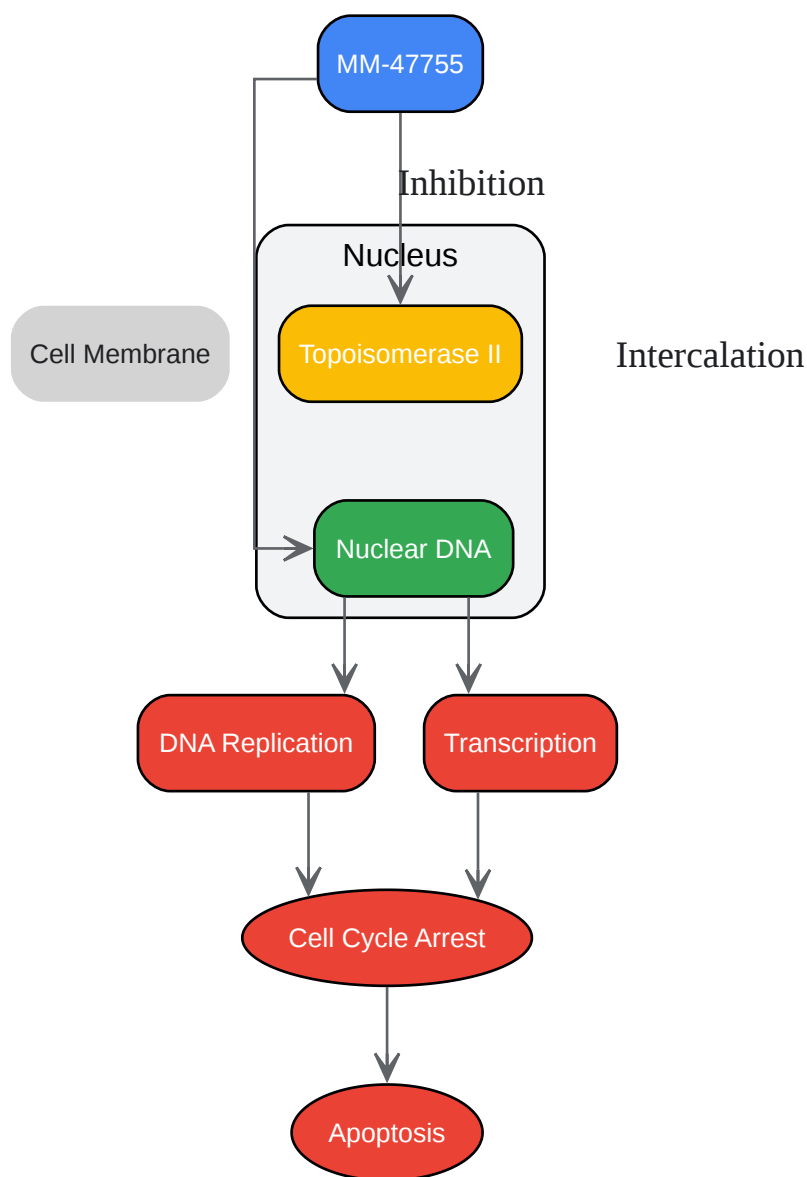 MM-47755
Inhibition
Nucleus
Cell Membrane
Topoisomerase II
Intercalation
Nuclear DNA
DNA Replication
Transcription
Cell Cycle Arrest
Apoptosis